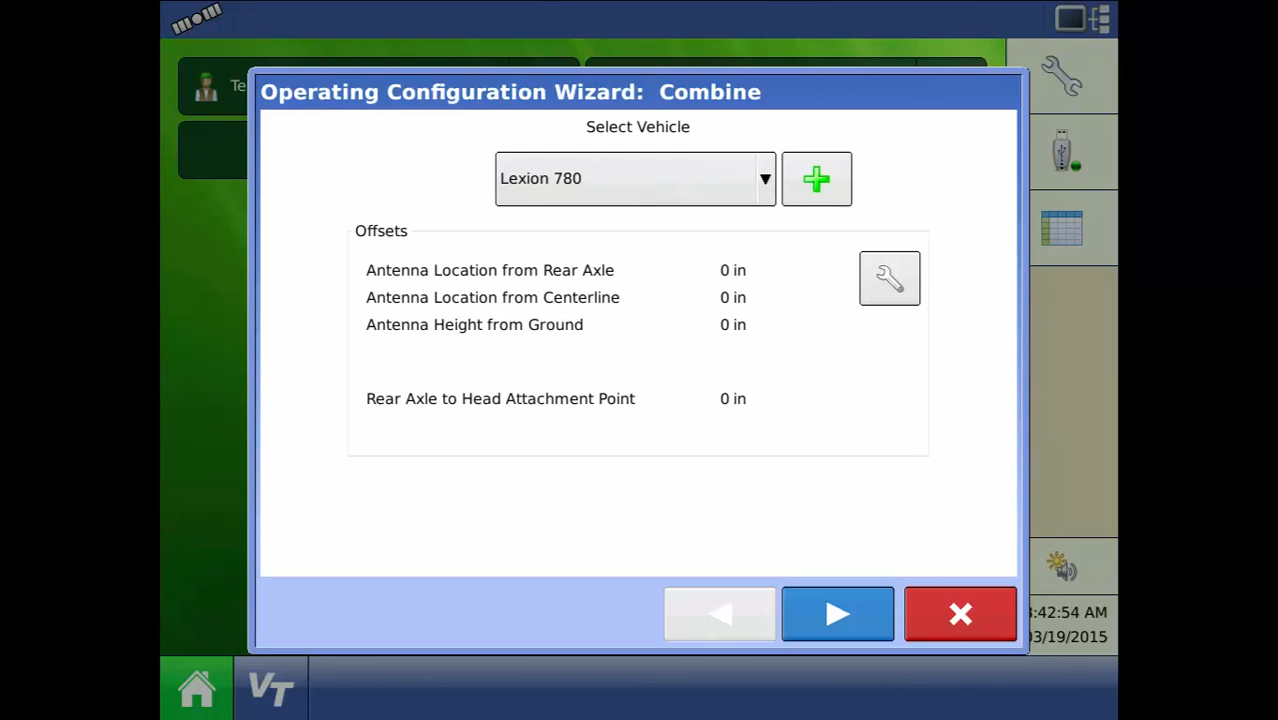 Te
Operating Configuration Wizard: Combine
Select Vehicle
Lexion 780
Offsets
Antenna Location from Rear Axle 0 in
Antenna Location from Centerline 0 in
Antenna Height from Ground 0 in
Rear Axle to Head Attachment Point 0 in
:42:54 AM
03/19/2015
VT